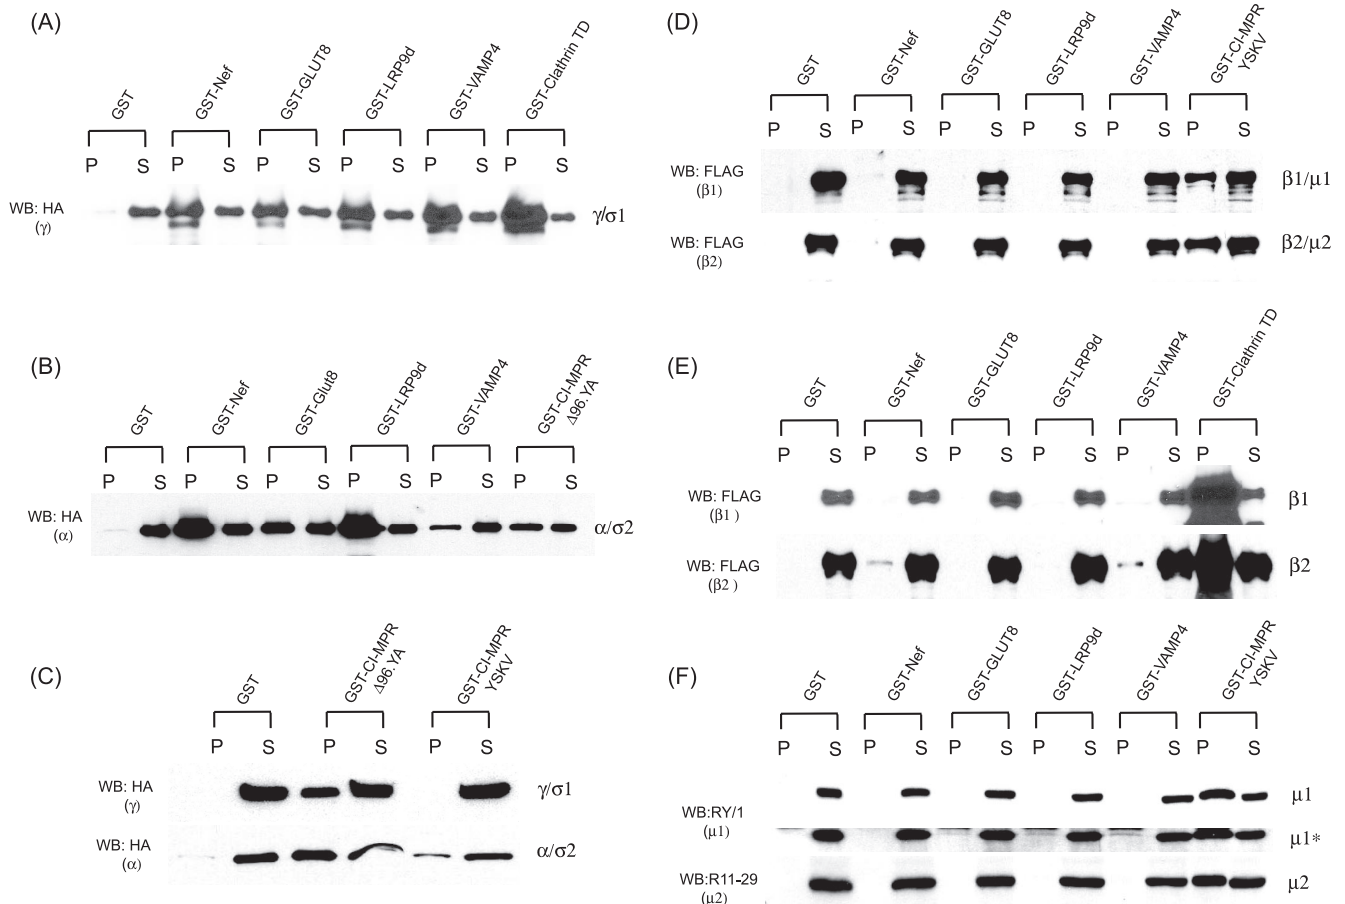 (A)
GST
GST-Nef
GST-GLUT8
GST-LRP9d
GST-VAMP4
GST-Clathrin TD
P S P S P S P S P S P S
WB: HA
(γ)
γ/σ1
(B)
GST
GST-Nef
GST-Glut8
GST-LRP9d
GST-VAMP4
GST-CI-MPR
Δ96.YA
P S P S P S P S P S P S
WB: HA
(α)
α/σ2
(C)
GST
GST-CI-MPR
Δ96.YA
GST-CI-MPR
YSKV
P S P S P S
WB: HA
(γ)
γ/σ1
WB: HA
(α)
α/σ2
(D)
GST
GST-Nef
GST-GLUT8
GST-LRP9d
GST-VAMP4
GST-CI-MPR
YSKV
P S P S P S P S P S P S
WB: FLAG
(β1)
β1/μ1
WB: FLAG
(β2)
β2/μ2
(E)
GST
GST-Nef
GST-GLUT8
GST-LRP9d
GST-VAMP4
GST-Clathrin TD
P S P S P S P S P S P S
WB: FLAG
(β1 )
β1
WB: FLAG
(β2 )
β2
(F)
GST
GST-Nef
GST-GLUT8
GST-LRP9d
GST-VAMP4
GST-CI-MPR
YSKV
P S P S P S P S P S P S
WB:RY/1
(μ1)
μ1
μ1*
WB:R11-29
(μ2)
μ2